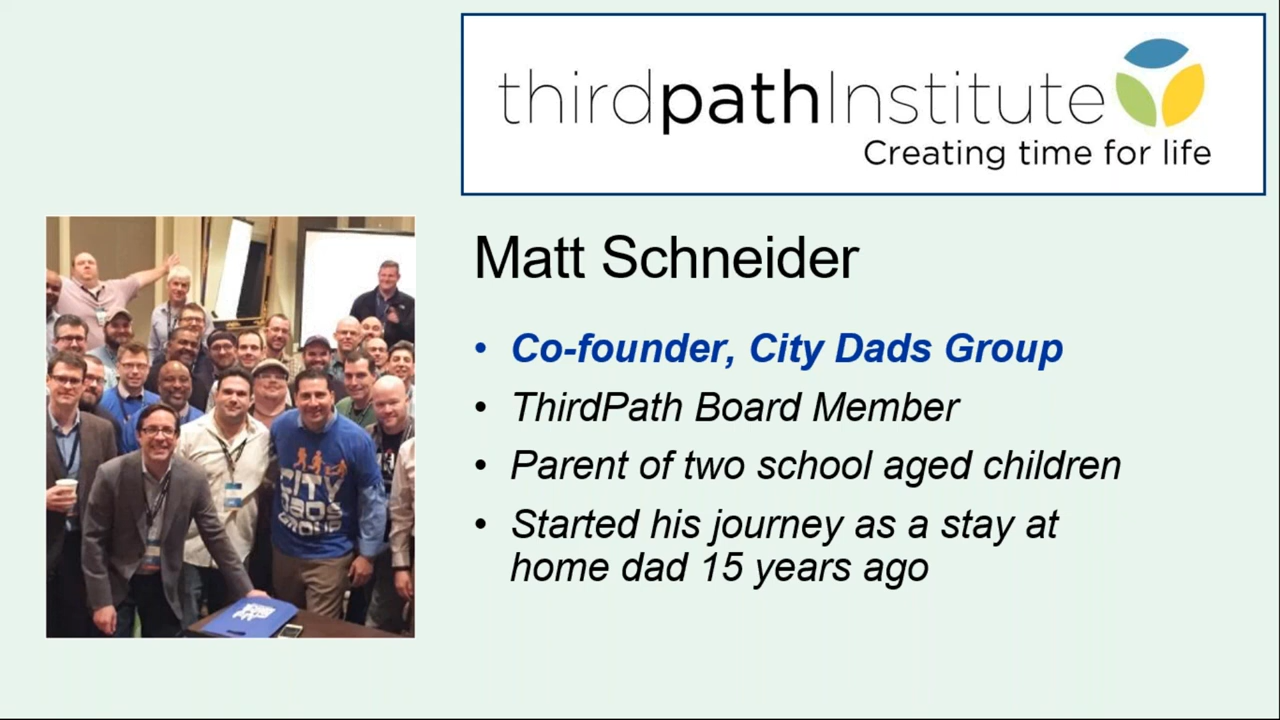 thirdpathInstitute
Creating time for life
Matt Schneider
• Co-founder, City Dads Group
• ThirdPath Board Member
• Parent of two school aged children
• Started his journey as a stay at
home dad 15 years ago
CITY
DADS
GROUP